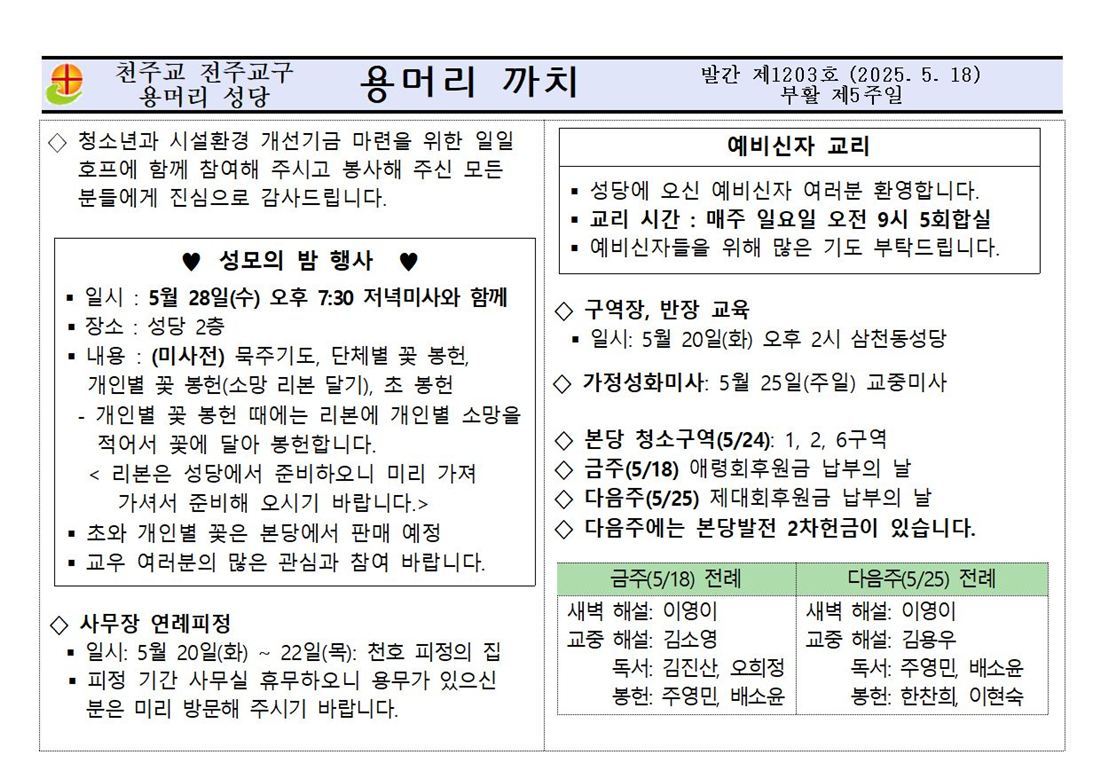 천주교 전주교구
용머리 성당
용머리 까치
발간 제1203호 (2025. 5. 18)
부활 제5주일
◇ 청소년과 시설환경 개선기금 마련을 위한 일일
호프에 함께 참여해 주시고 봉사해 주신 모든
분들에게 진심으로 감사드립니다.
♥ 성모의 밤 행사 ♥
▪ 일시 : 5월 28일(수) 오후 7:30 저녁미사와 함께
▪ 장소 : 성당 2층
▪ 내용 : (미사전) 묵주기도, 단체별 꽃 봉헌,
개인별 꽃 봉헌(소망 리본 달기), 초 봉헌
- 개인별 꽃 봉헌 때에는 리본에 개인별 소망을
적어서 꽃에 달아 봉헌합니다.
< 리본은 성당에서 준비하오니 미리 가져
가셔서 준비해 오시기 바랍니다.>
▪ 초와 개인별 꽃은 본당에서 판매 예정
▪ 교우 여러분의 많은 관심과 참여 바랍니다.
◇ 사무장 연례피정
▪ 일시: 5월 20일(화) ~ 22일(목): 천호 피정의 집
▪ 피정 기간 사무실 휴무하오니 용무가 있으신
분은 미리 방문해 주시기 바랍니다.
예비신자 교리
▪ 성당에 오신 예비신자 여러분 환영합니다.
▪ 교리 시간 : 매주 일요일 오전 9시 5회합실
▪ 예비신자들을 위해 많은 기도 부탁드립니다.
◇ 구역장, 반장 교육
▪ 일시: 5월 20일(화) 오후 2시 삼천동성당
◇ 가정성화미사: 5월 25일(주일) 교중미사
◇ 본당 청소구역(5/24): 1, 2, 6구역
◇ 금주(5/18) 애령회후원금 납부의 날
◇ 다음주(5/25) 제대회후원금 납부의 날
◇ 다음주에는 본당발전 2차헌금이 있습니다.
금주(5/18) 전례
새벽 해설: 이영이
교중 해설: 김소영
독서: 김진산, 오희정
봉헌: 주영민, 배소윤
다음주(5/25) 전례
새벽 해설: 이영이
교중 해설: 김용우
독서: 주영민, 배소윤
봉헌: 한찬희, 이현숙